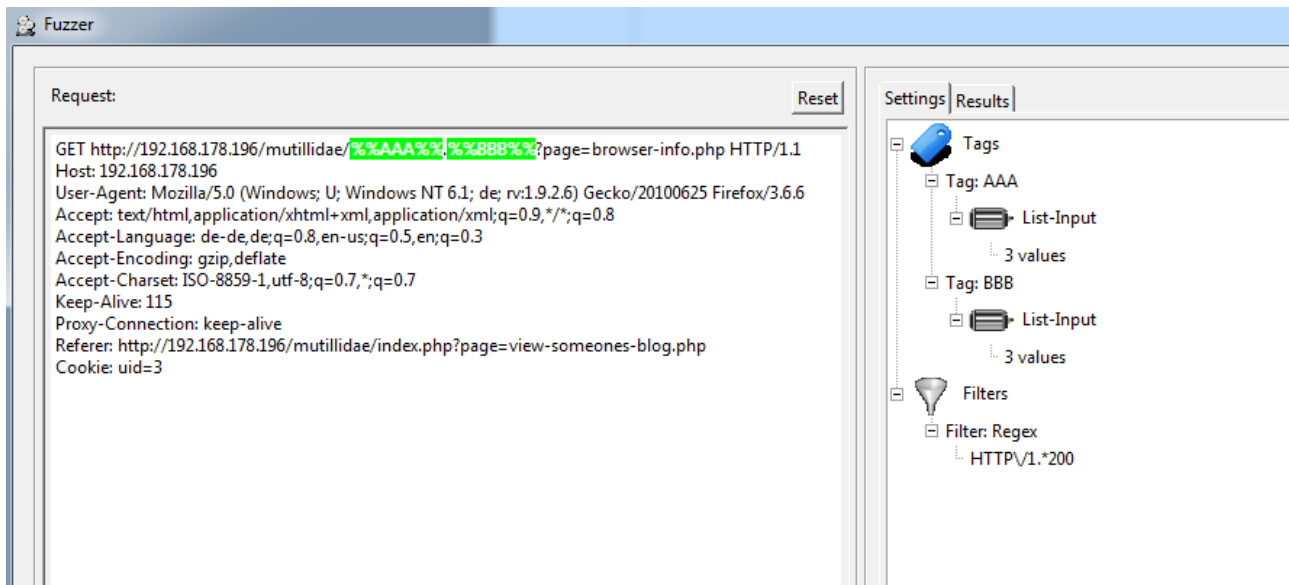 Fuzzer
Request:
Reset
GET http://192.168.178.196/mutillidae/%%AAA%%.%%BBB%%?page=browser-info.php HTTP/1.1
Host: 192.168.178.196
User-Agent: Mozilla/5.0 (Windows; U; Windows NT 6.1; de; rv:1.9.2.6) Gecko/20100625 Firefox/3.6.6
Accept: text/html,application/xhtml+xml,application/xml;q=0.9,*/*;q=0.8
Accept-Language: de-de,de;q=0.8,en-us;q=0.5,en;q=0.3
Accept-Encoding: gzip,deflate
Accept-Charset: ISO-8859-1,utf-8;q=0.7,*;q=0.7
Keep-Alive: 115
Proxy-Connection: keep-alive
Referer: http://192.168.178.196/mutillidae/index.php?page=view-someones-blog.php
Cookie: uid=3
Settings Results
Tags
Tag: AAA
List-Input
3 values
Tag: BBB
List-Input
3 values
Filters
Filter: Regex
HTTP\/1.*200